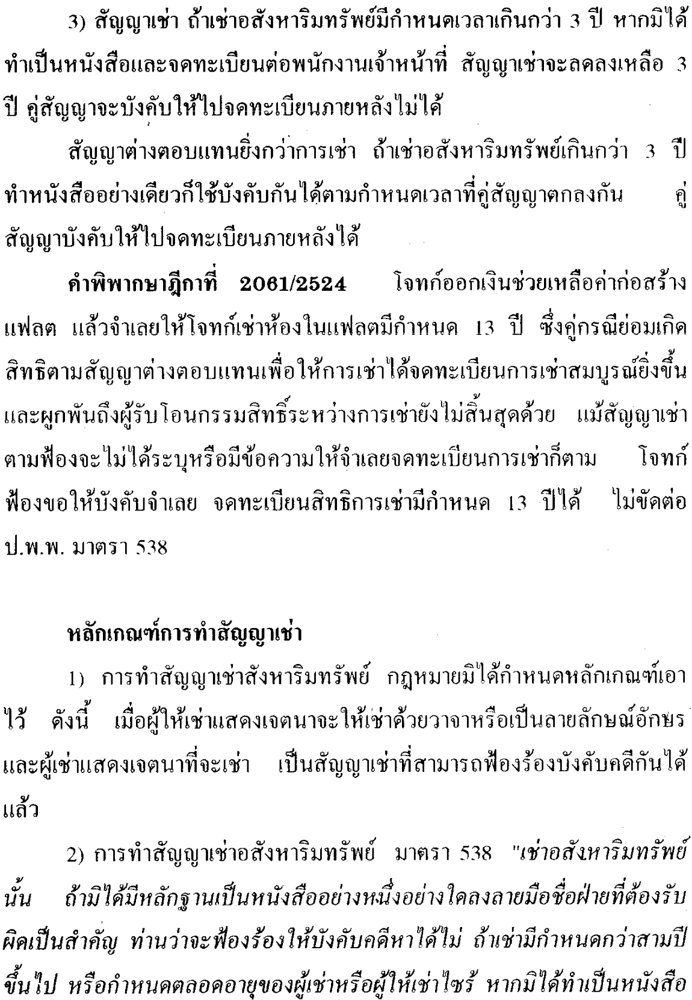 3) สัญญาเช่า ถ้าเช่าอสังหาริมทรัพย์มีกำหนดเวลาเกินกว่า 3 ปี หากมิได้
ทำเป็นหนังสือและจดทะเบียนต่อพนักงานเจ้าหน้าที่ สัญญาเช่าจะลดลงเหลือ 3
ปี คู่สัญญาจะบังคับให้ไปจดทะเบียนภายหลังไม่ได้
สัญญาต่างตอบแทนยิ่งกว่าการเช่า ถ้าเช่าอสังหาริมทรัพย์เกินกว่า 3 ปี
ทำหนังสืออย่างเดียวก็ใช้บังคับกันได้ตามกำหนดเวลาที่คู่สัญญาตกลงกัน คู่
สัญญาบังคับให้ไปจดทะเบียนภายหลังได้
คำพิพากษาฎีกาที่ 2061/2524 โจทก์ออกเงินช่วยเหลือค่าก่อสร้าง
แฟลต แล้วจำเลยให้โจทก์เช่าห้องในแฟลตมีกำหนด 13 ปี ซึ่งคู่กรณีย่อมเกิด
สิทธิตามสัญญาต่างตอบแทนเพื่อให้การเช่าได้จดทะเบียนการเช่าสมบูรณ์ยิ่งขึ้น
และผูกพันถึงผู้รับโอนกรรมสิทธิ์ระหว่างการเช่ายังไม่สิ้นสุดด้วย แม้สัญญาเช่า
ตามฟ้องจะไม่ได้ระบุหรือมีข้อความให้จำเลยจดทะเบียนการเช่าก็ตาม โจทก์
ฟ้องขอให้บังคับจำเลย จดทะเบียนสิทธิการเช่ามีกำหนด 13 ปีได้ ไม่ขัดต่อ
ป.พ.พ. มาตรา 538
หลักเกณฑ์การทำสัญญาเช่า
1) การทำสัญญาเช่าสังหาริมทรัพย์ กฎหมายมิได้กำหนดหลักเกณฑ์เอา
ไว้ ดังนี้ เมื่อผู้ให้เช่าแสดงเจตนาจะให้เช่าด้วยวาจาหรือเป็นลายลักษณ์อักษร
และผู้เช่าแสดงเจตนาที่จะเช่า เป็นสัญญาเช่าที่สามารถฟ้องร้องบังคับคดีกันได้
แล้ว
2) การทำสัญญาเช่าอสังหาริมทรัพย์ มาตรา 538 "เช่าอสังหาริมทรัพย์
นั้น ถ้ามิได้มีหลักฐานเป็นหนังสืออย่างหนึ่งอย่างใดลงลายมือชื่อฝ่ายที่ต้องรับ
ผิดเป็นสำคัญ ท่านว่าจะฟ้องร้องให้บังคับคดีหาได้ไม่ ถ้าเช่ามีกำหนดกว่าสามปี
ขึ้นไป หรือกำหนดตลอดอายุของผู้เช่าหรือผู้ให้เช่าไซร้ หากมิได้ทำเป็นหนังสือ